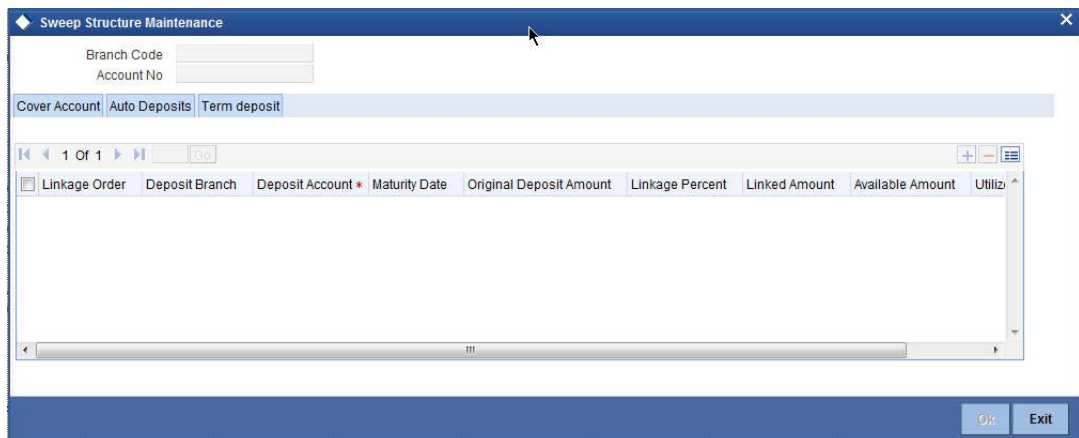 Sweep Structure Maintenance
Branch Code
Account No
Cover Account Auto Deposits Term deposit
1 Of 1 Go
Linkage Order Deposit Branch Deposit Account * Maturity Date Original Deposit Amount Linkage Percent Linked Amount Available Amount Utiliz
Ok Exit